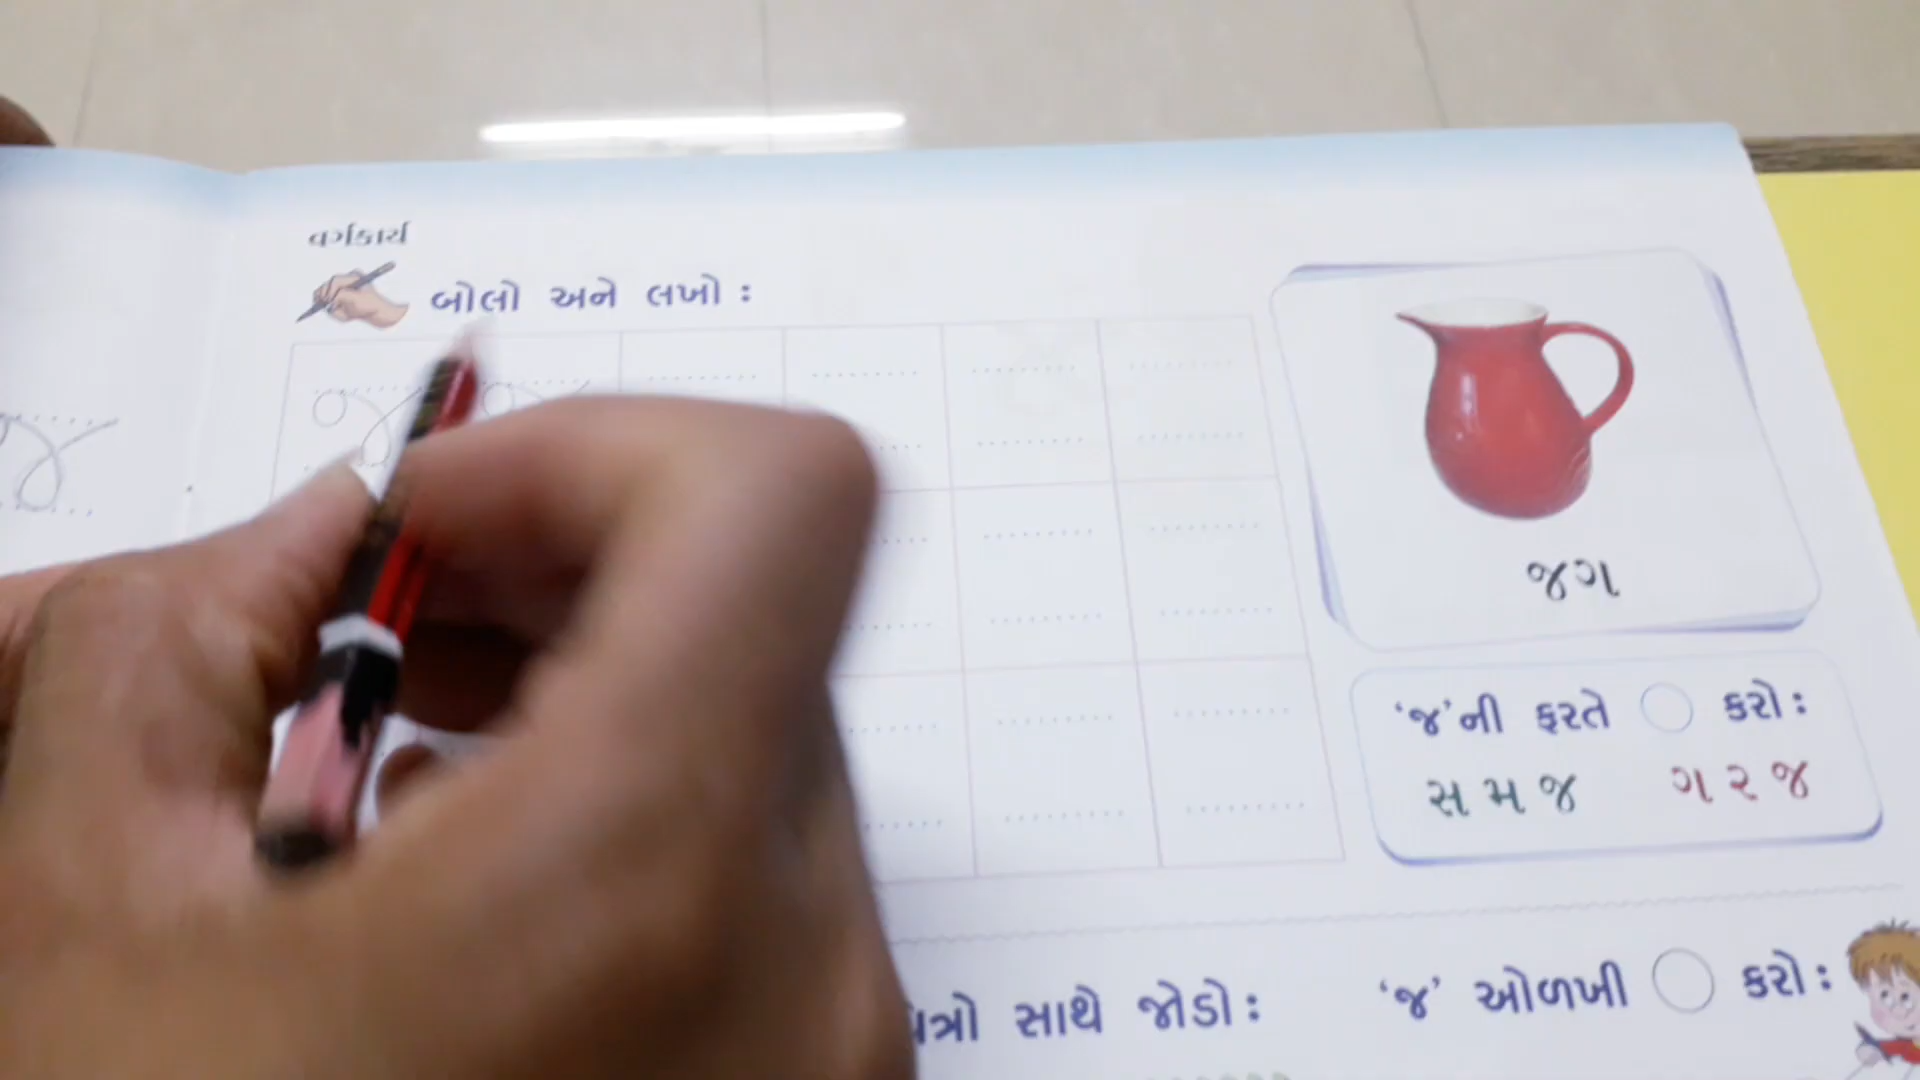 વર્ગકાર્ય
બોલો અને લખો :
જ જ
જ
જગ
‘જ’ની ફરતે ○ કરો :
સ મ જ ગ ર જ
સાથે જોડો :
‘જ’ ઓળખી ○ કરો :